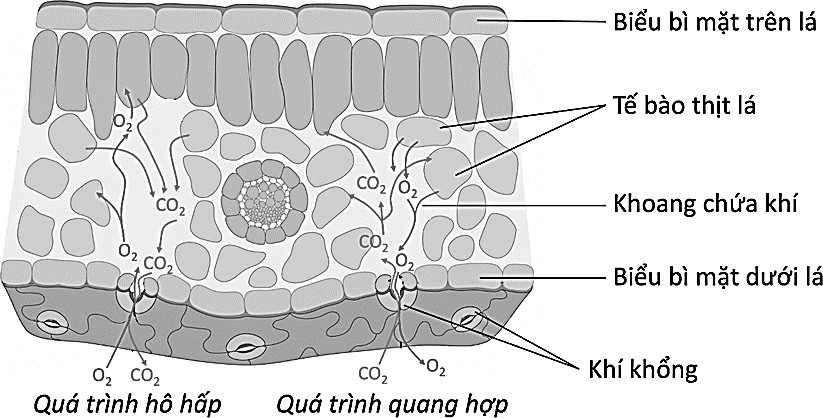 Biểu bì mặt trên lá
Tế bào thịt lá
O₂
CO₂
CO₂
O₂
Khoang chứa khí
O₂
CO₂
CO₂
O₂
Biểu bì mặt dưới lá
Khí khổng
O₂ CO₂
CO₂ O₂
Quá trình hô hấp
Quá trình quang hợp